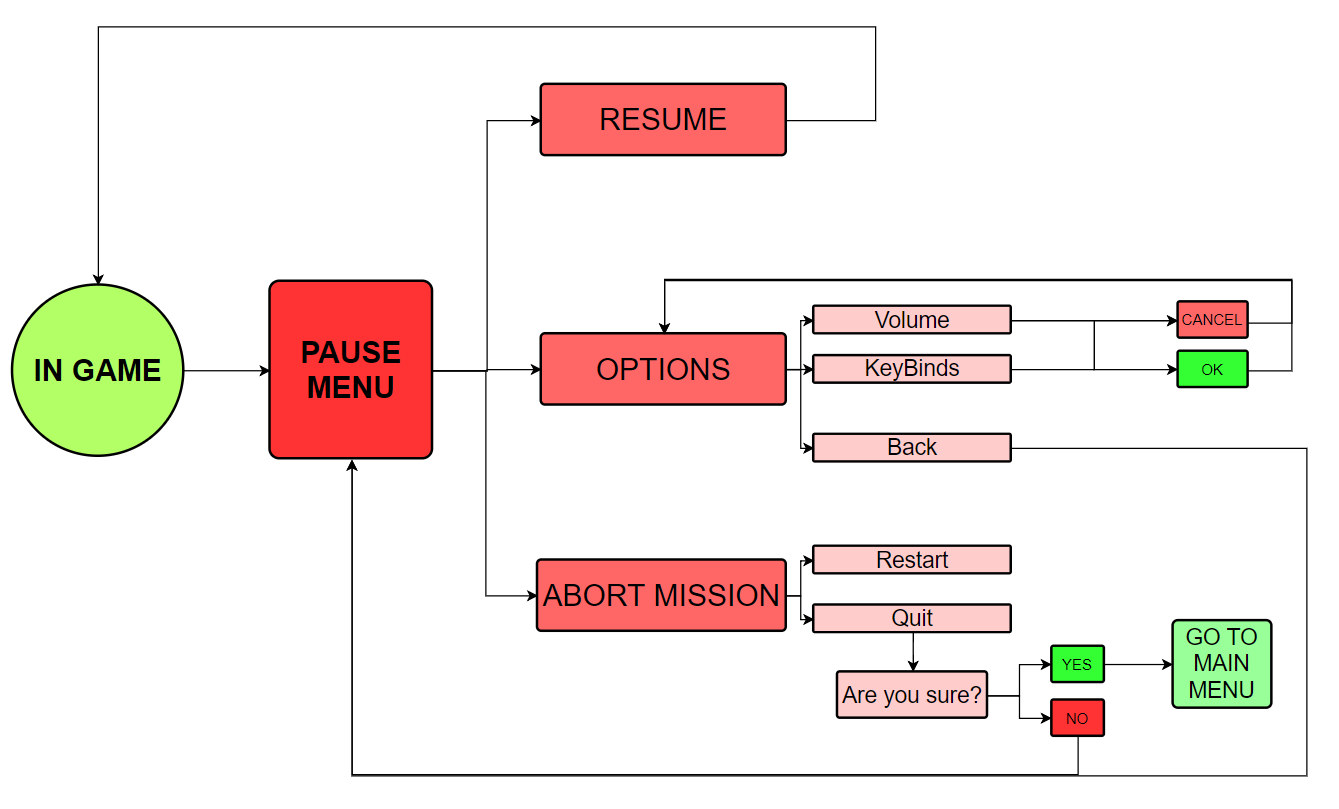 RESUME
IN GAME
PAUSE
MENU
OPTIONS
Volume
KeyBinds
Back
CANCEL
OK
ABORT MISSION
Restart
Quit
Are you sure?
YES
NO
GO TO
MAIN
MENU